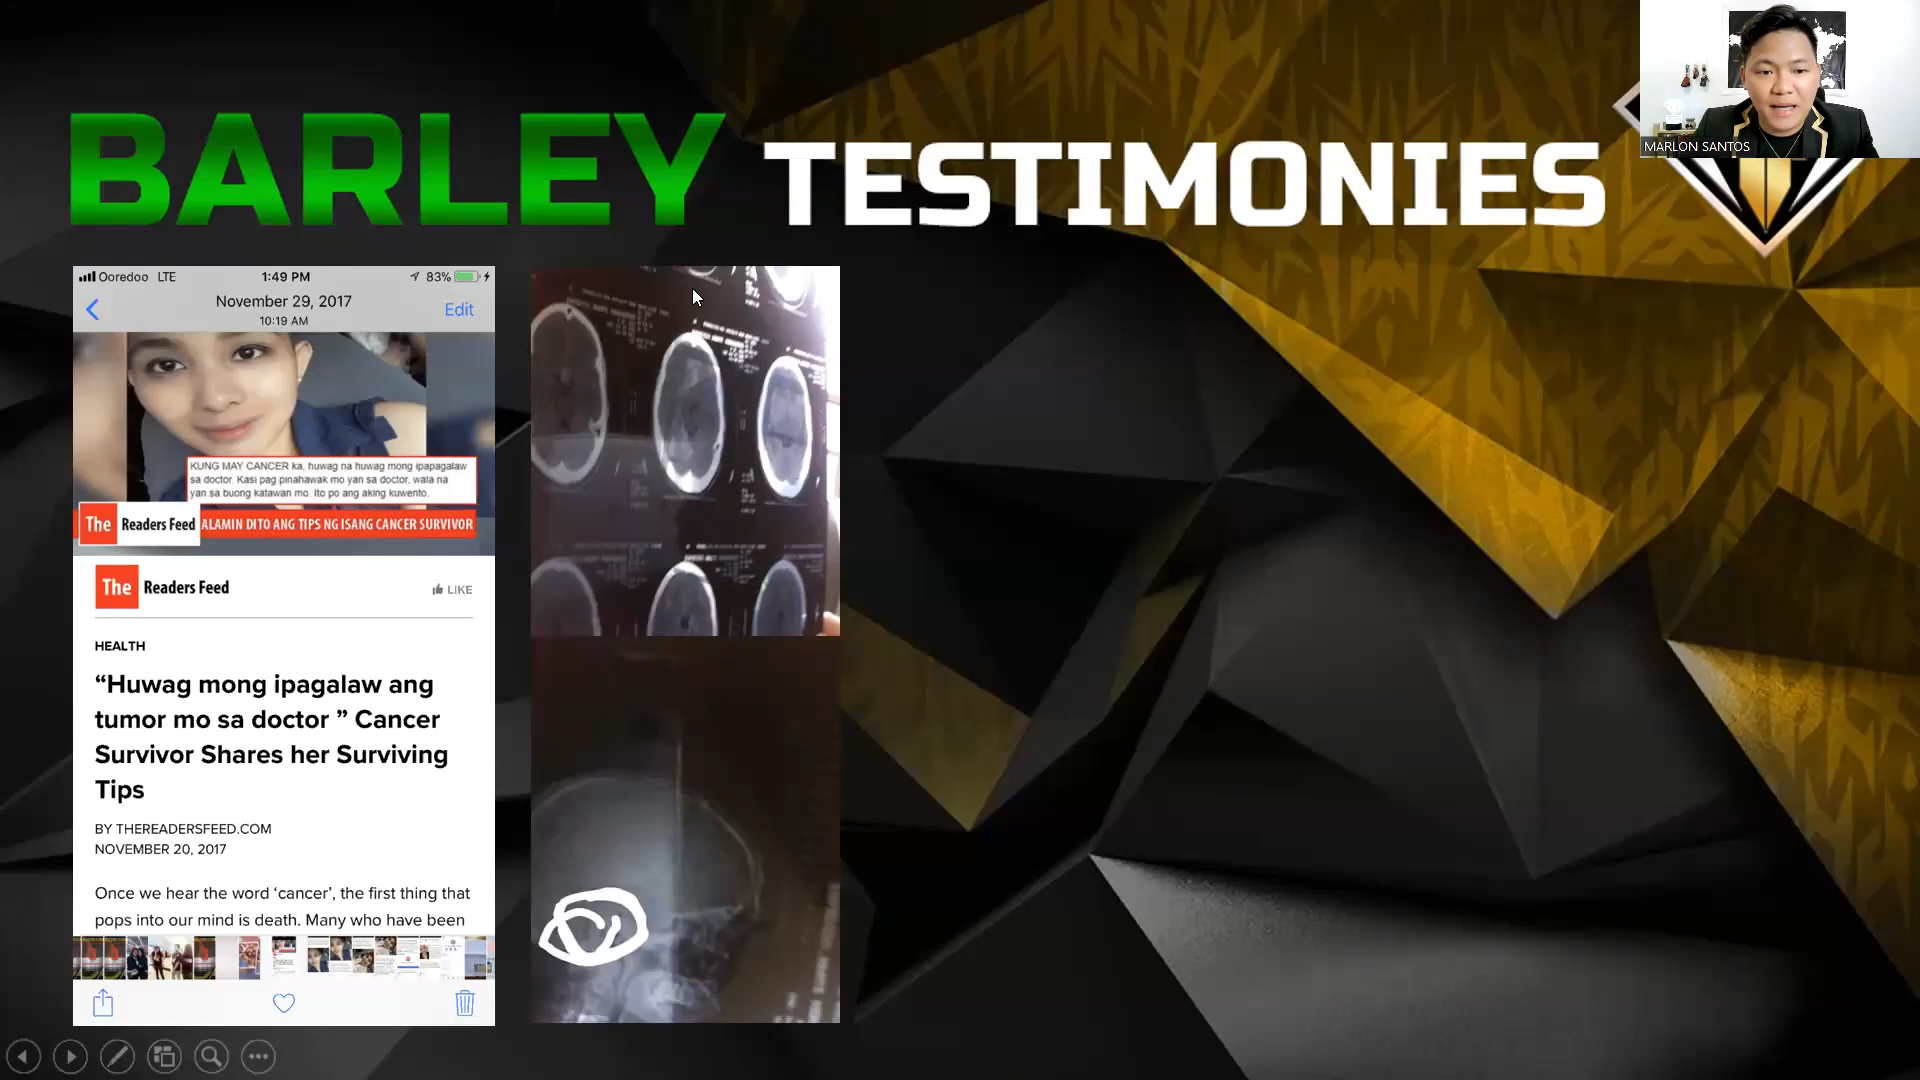 BARLEY TESTIMONIES
MARLON SANTOS
Ooredoo LTE 1:49 PM 83%
November 29, 2017
10:19 AM
Edit
KUNG MAY CANCER ka, huwag na huwag mong ipapagalaw
sa doctor. Kasi pag pinahawak mo yan sa doctor, wala na
yan sa buong katawan mo. Ito po ang aking kuwento.
The Readers Feed ALAMIN DITO ANG TIPS NG ISANG CANCER SURVIVOR
The Readers Feed
LIKE
HEALTH
“Huwag mong ipagalaw ang
tumor mo sa doctor ” Cancer
Survivor Shares her Surviving
Tips
BY THEREADERSFEED.COM
NOVEMBER 20, 2017
Once we hear the word ‘cancer’, the first thing that
pops into our mind is death. Many who have been